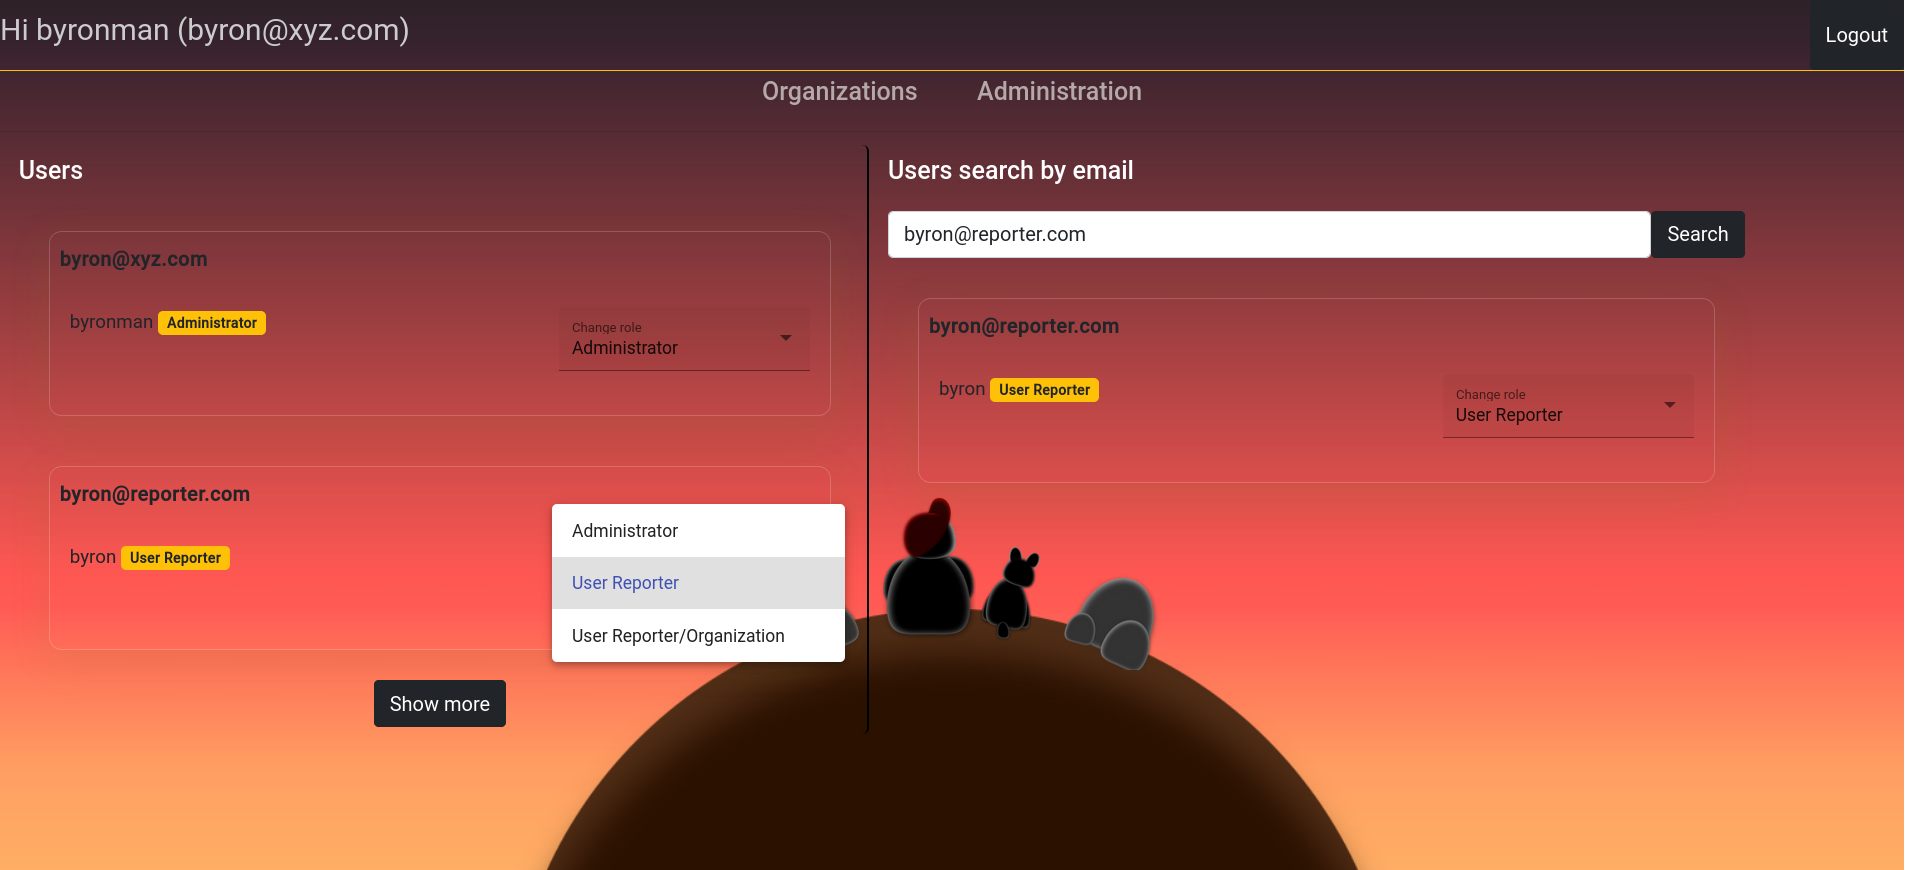 Hi byronman (byron@xyz.com)
Logout
Organizations
Administration
Users
byron@xyz.com
byronman Administrator
Change role
Administrator
byron@reporter.com
byron User Reporter
Administrator
User Reporter
User Reporter/Organization
Show more
Users search by email
byron@reporter.com
Search
byron@reporter.com
byron User Reporter
Change role
User Reporter